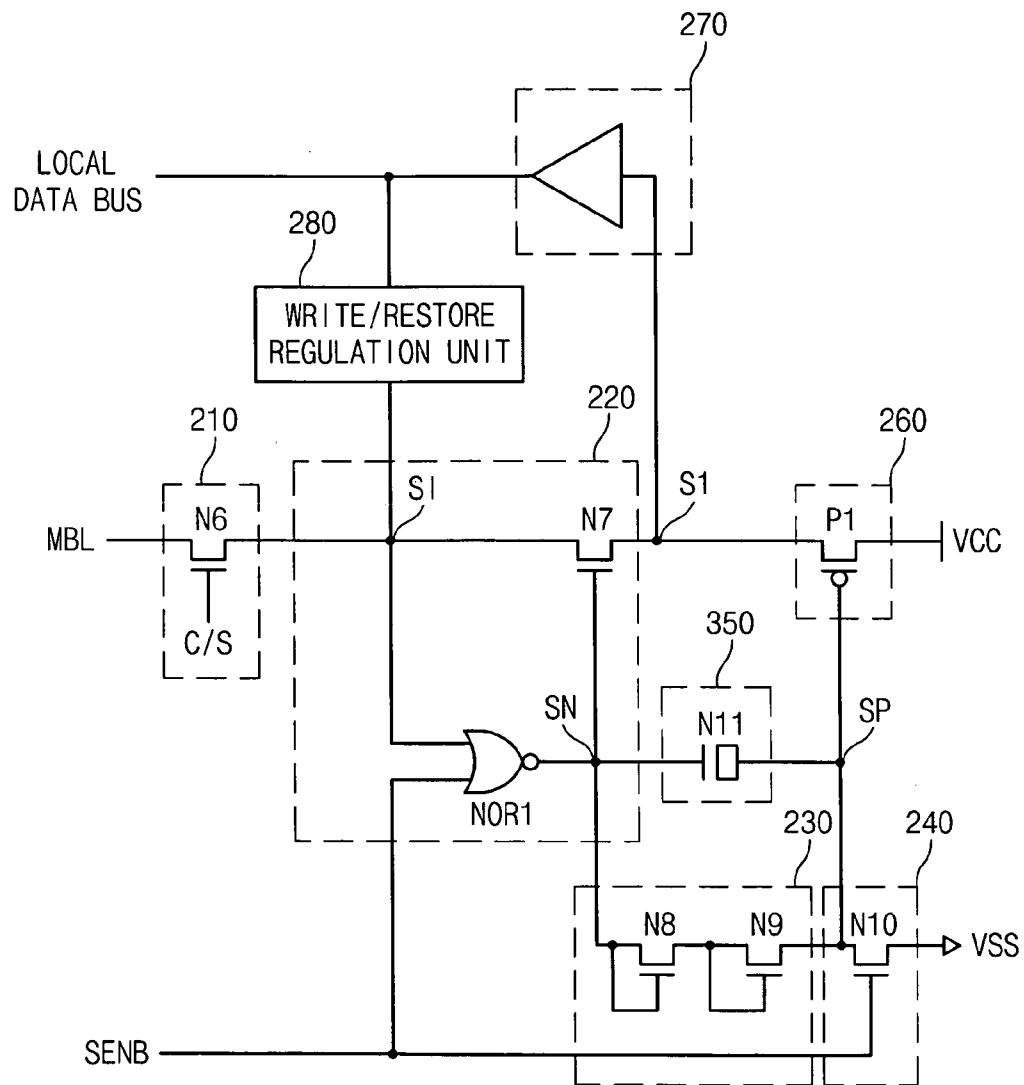 270
LOCAL
DATA BUS
280
WRITE/RESTORE
REGULATION UNIT
210
220
260
SI
S1
MBL
N6
N7
P1
VCC
C/S
350
SN
N11
SP
NOR1
230
240
N8
N9
N10
VSS
SENB